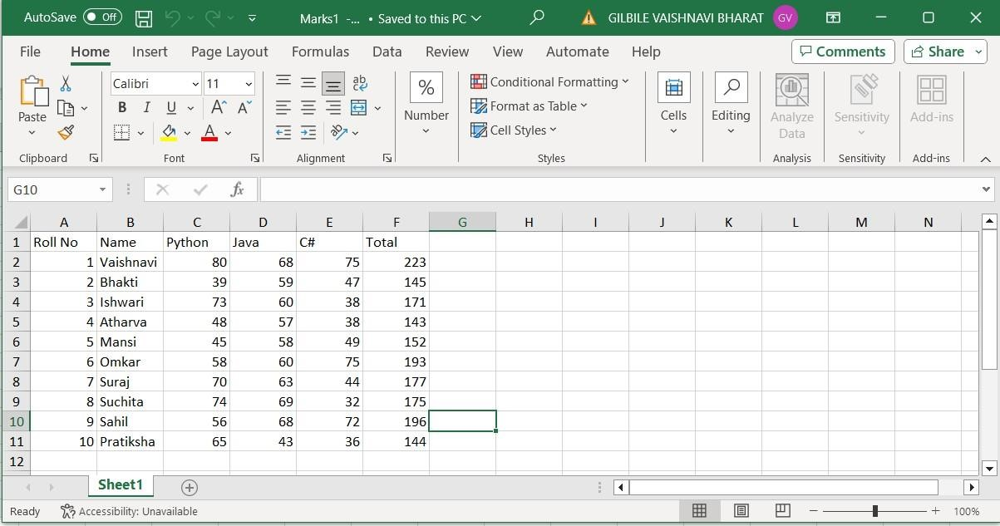 AutoSave Off Marks1 -... • Saved to this PC GILBILE VAISHNAVI BHARAT GV
File Home Insert Page Layout Formulas Data Review View Automate Help Comments Share
Paste
Clipboard
Calibri 11
B I U A A
A
Font
ab
Alignment
%
Number
Conditional Formatting
Format as Table
Cell Styles
Styles
Cells
Editing
Analyze
Data
Analysis
Sensitivity
Sensitivity
Add-ins
Add-ins
G10 fx
A B C D E F G H I J K L M N
1 Roll No Name Python Java C# Total
2 1 Vaishnavi 80 68 75 223
3 2 Bhakti 39 59 47 145
4 3 Ishwari 73 60 38 171
5 4 Atharva 48 57 38 143
6 5 Mansi 45 58 49 152
7 6 Omkar 58 60 75 193
8 7 Suraj 70 63 44 177
9 8 Suchita 74 69 32 175
10 9 Sahil 56 68 72 196
11 10 Pratiksha 65 43 36 144
12
Sheet1
Ready Accessibility: Unavailable 100%